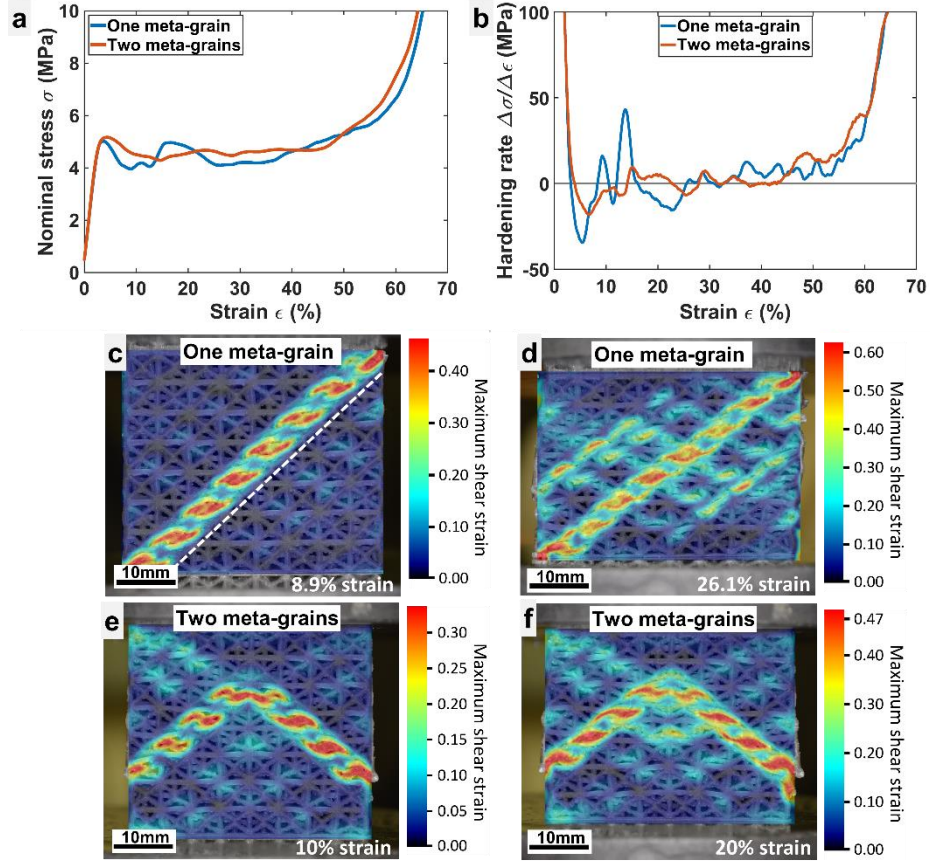 a
One meta-grain
Two meta-grains
Nominal stress σ (MPa)
10
8
6
4
2
0
0 10 20 30 40 50 60 70
Strain ϵ (%)
b
One meta-grain
Two meta-grains
Hardening rate Δσ/Δϵ (MPa)
100
50
0
-50
0 10 20 30 40 50 60 70
Strain ϵ (%)
c
One meta-grain
10mm
8.9% strain
0.40
0.30
0.20
0.10
0.00
Maximum shear strain
d
One meta-grain
10mm
26.1% strain
0.60
0.50
0.40
0.30
0.20
0.10
0.00
Maximum shear strain
e
Two meta-grains
10mm
10% strain
0.30
0.25
0.20
0.15
0.10
0.05
0.00
Maximum shear strain
f
Two meta-grains
10mm
20% strain
0.47
0.40
0.30
0.20
0.10
0.00
Maximum shear strain